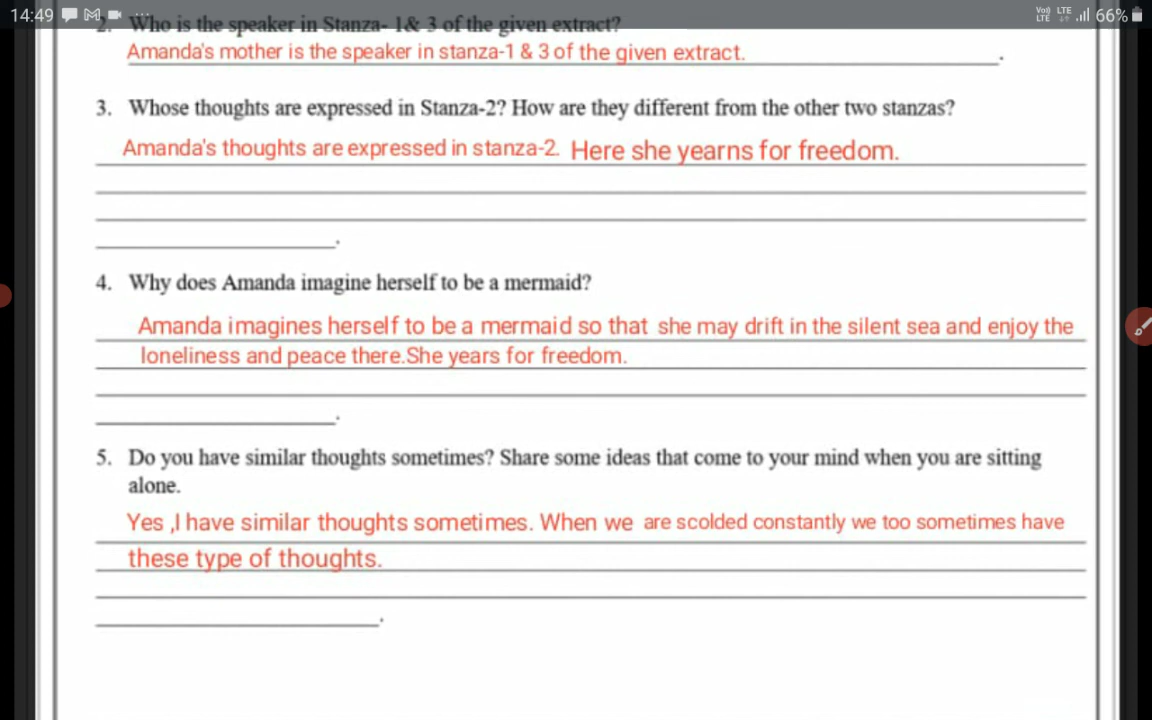 14:49 ... Vo) LTE LTE 66%
2. Who is the speaker in Stanza- 1& 3 of the given extract?
Amanda's mother is the speaker in stanza-1 & 3 of the given extract.
3. Whose thoughts are expressed in Stanza-2? How are they different from the other two stanzas?
Amanda's thoughts are expressed in stanza-2. Here she yearns for freedom.
4. Why does Amanda imagine herself to be a mermaid?
Amanda imagines herself to be a mermaid so that she may drift in the silent sea and enjoy the
loneliness and peace there.She years for freedom.
5. Do you have similar thoughts sometimes? Share some ideas that come to your mind when you are sitting
alone.
Yes ,I have similar thoughts sometimes. When we are scolded constantly we too sometimes have
these type of thoughts.